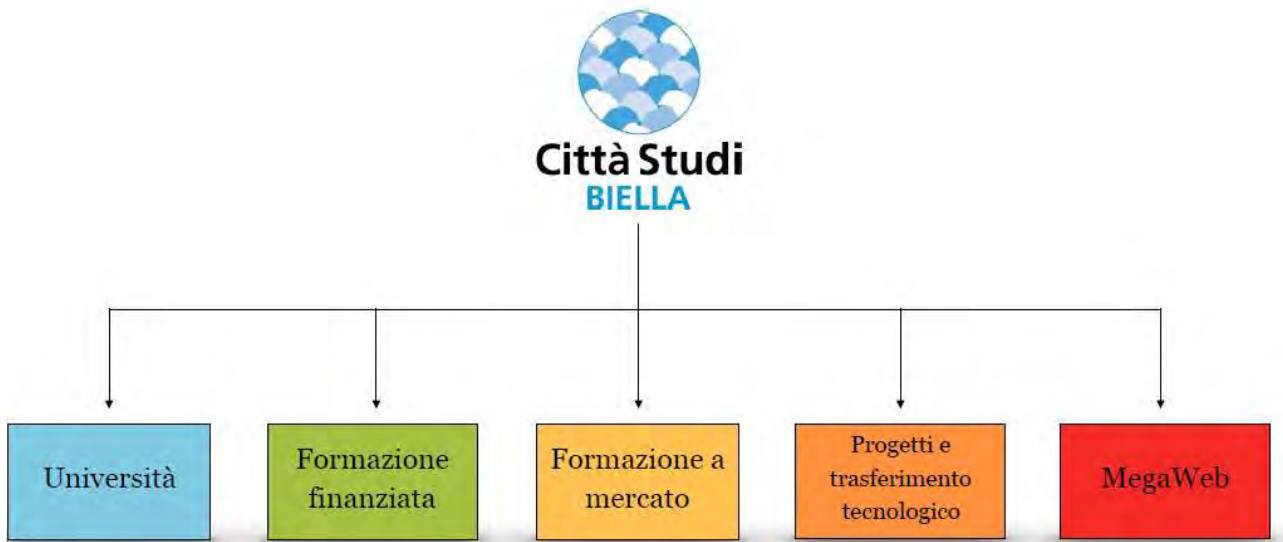 Città Studi
BIELLA
Università
Formazione
finanziata
Formazione a
mercato
Progetti e
trasferimento
tecnologico
MegaWeb